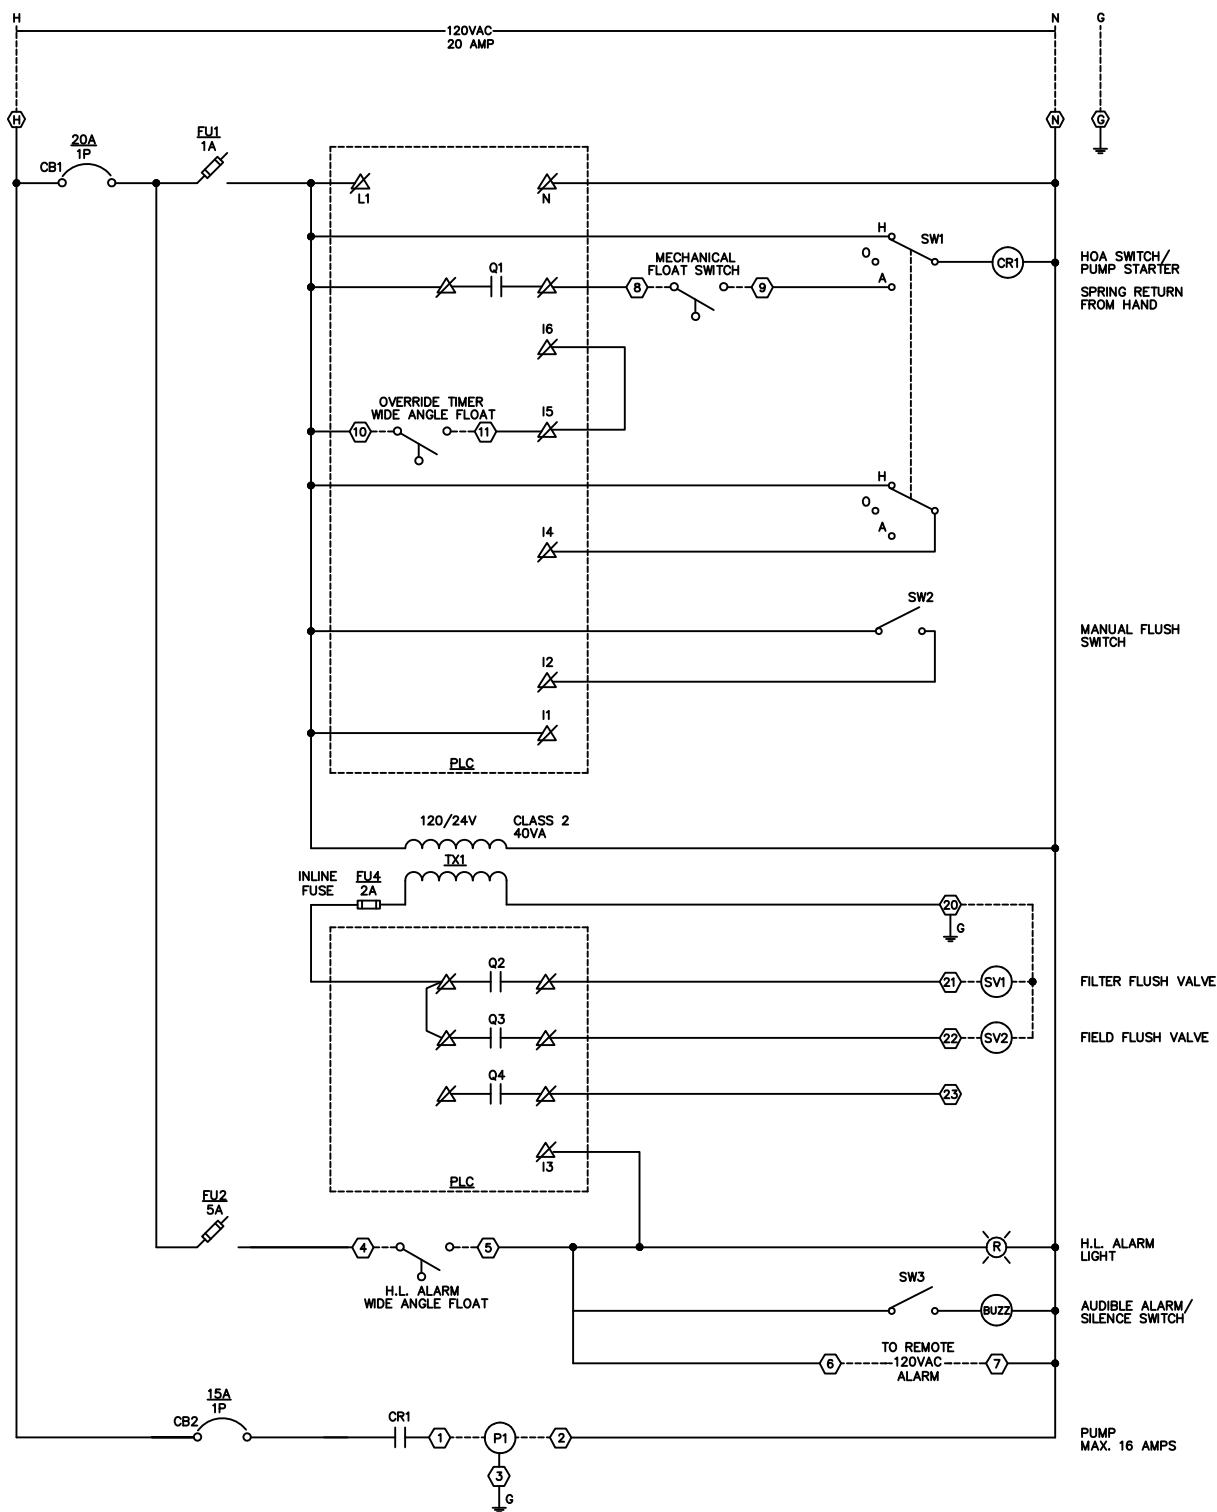 H
N
G
120VAC
20 AMP
H
N
G
20A
1P
CB1
FU1
1A
L1
N
H
O
A
SW1
CR1
HOA SWITCH/
PUMP STARTER
SPRING RETURN
FROM HAND
Q1
MECHANICAL
FLOAT SWITCH
8
9
I6
OVERRIDE TIMER
WIDE ANGLE FLOAT
10
11
I5
H
O
A
I4
SW2
MANUAL FLUSH
SWITCH
I2
I1
PLC
120/24V
CLASS 2
40VA
TX1
INLINE
FUSE
FU4
2A
20
G
Q2
21
SV1
FILTER FLUSH VALVE
Q3
22
SV2
FIELD FLUSH VALVE
Q4
23
I3
PLC
FU2
5A
4
5
H.L. ALARM
WIDE ANGLE FLOAT
R
H.L. ALARM
LIGHT
SW3
BUZZ
AUDIBLE ALARM/
SILENCE SWITCH
6
TO REMOTE
120VAC
ALARM
7
15A
1P
CB2
CR1
1
P1
2
3
G
PUMP
MAX. 16 AMPS